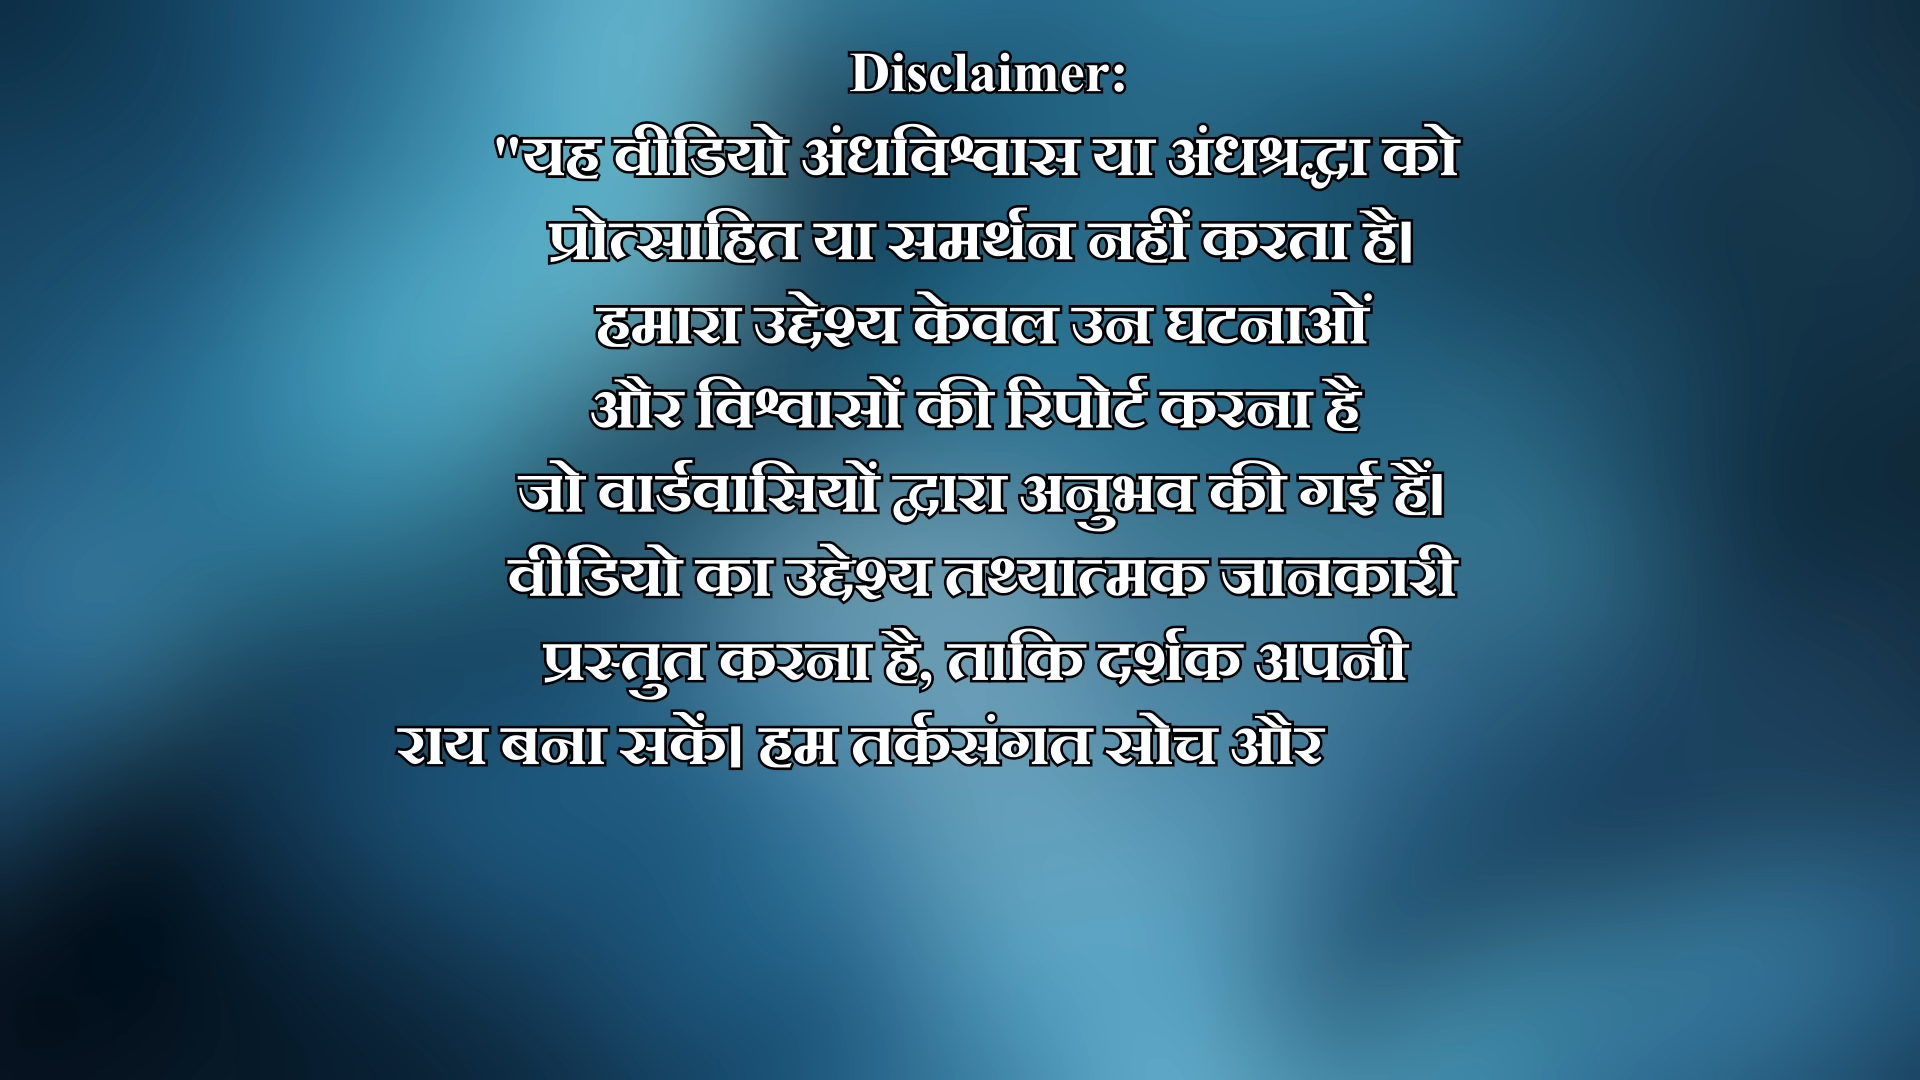 Disclaimer:
"यह वीडियो अंधविश्वास या अंधश्रद्धा को
प्रोत्साहित या समर्थन नहीं करता है।
हमारा उद्देश्य केवल उन घटनाओं
और विश्वासों की रिपोर्ट करना है
जो वार्डवासियों द्वारा अनुभव की गई हैं।
वीडियो का उद्देश्य तथ्यात्मक जानकारी
प्रस्तुत करना है, ताकि दर्शक अपनी
राय बना सकें। हम तर्कसंगत सोच और